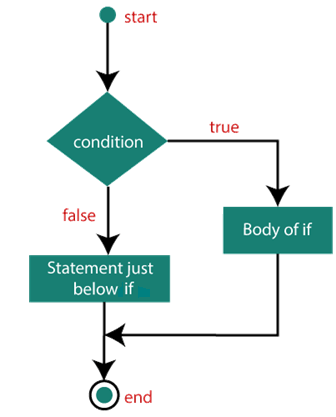 start
condition
true
false
Body of if
Statement just
below if
end